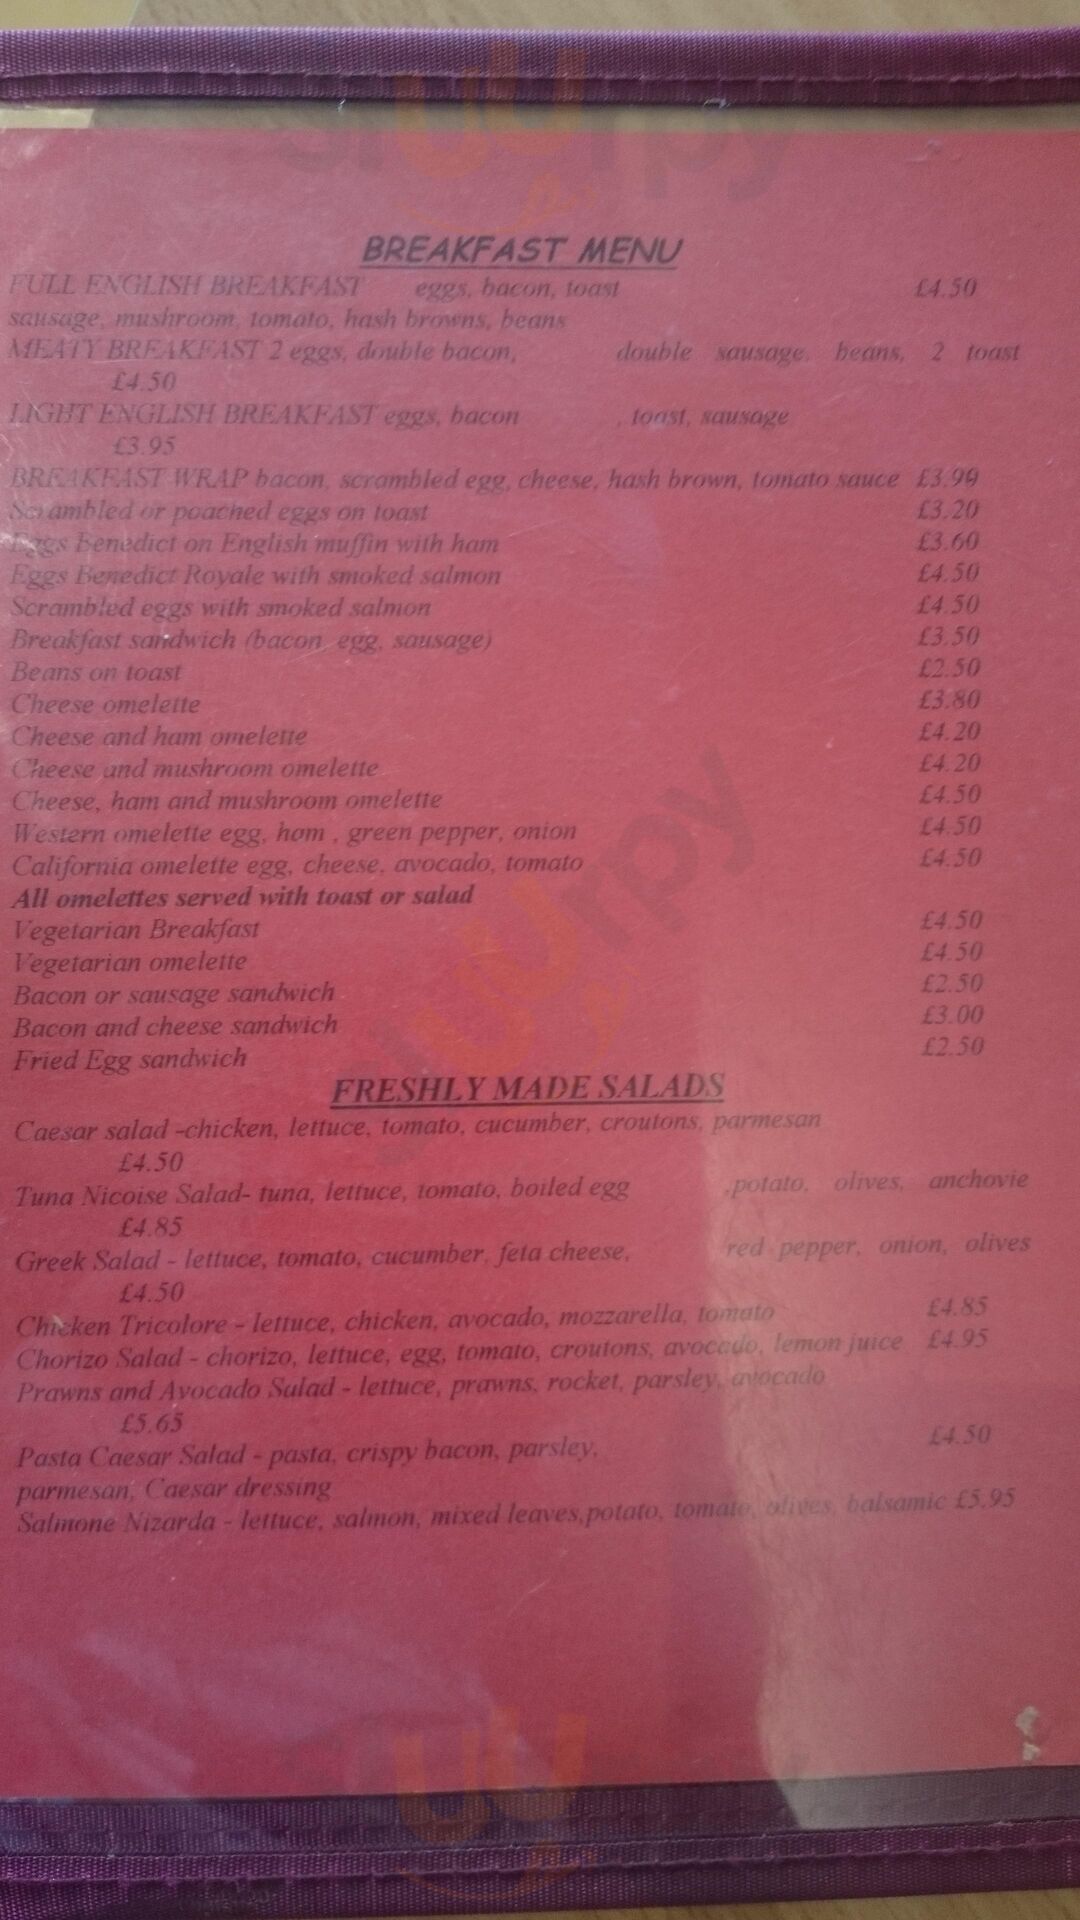 BREAKFAST MENU
FULL ENGLISH BREAKFAST eggs, bacon, toast £4.50
sausage, mushroom, tomato, hash browns, beans
MEATY BREAKFAST 2 eggs, double bacon, double sausage, beans, 2 toast
£4.50
LIGHT ENGLISH BREAKFAST eggs, bacon , toast, sausage
£3.95
BREAKFAST WRAP bacon, scrambled egg, cheese, hash brown, tomato sauce £3.99
Scrambled or poached eggs on toast £3.20
Eggs Benedict on English muffin with ham £3.60
Eggs Benedict Royale with smoked salmon £4.50
Scrambled eggs with smoked salmon £4.50
Breakfast sandwich (bacon, egg, sausage) £3.50
Beans on toast £2.50
Cheese omelette £3.80
Cheese and ham omelette £4.20
Cheese and mushroom omelette £4.20
Cheese, ham and mushroom omelette £4.50
Western omelette egg, ham , green pepper, onion £4.50
California omelette egg, cheese, avocado, tomato £4.50
All omelettes served with toast or salad
Vegetarian Breakfast £4.50
Vegetarian omelette £4.50
Bacon or sausage sandwich £2.50
Bacon and cheese sandwich £3.00
Fried Egg sandwich £2.50
FRESHLY MADE SALADS
Caesar salad -chicken, lettuce, tomato, cucumber, croutons, parmesan
£4.50
Tuna Nicoise Salad- tuna, lettuce, tomato, boiled egg ,potato, olives, anchovie
£4.85
Greek Salad - lettuce, tomato, cucumber, feta cheese, red pepper, onion, olives
£4.50
Chicken Tricolore - lettuce, chicken, avocado, mozzarella, tomato £4.85
Chorizo Salad - chorizo, lettuce, egg, tomato, croutons, avocado, lemon juice £4.95
Prawns and Avocado Salad - lettuce, prawns, rocket, parsley, avocado
£5.65
Pasta Caesar Salad - pasta, crispy bacon, parsley, £4.50
parmesan, Caesar dressing
Salmone Nizarda - lettuce, salmon, mixed leaves,potato, tomato, olives, balsamic £5.95
sluurpy
sluurpy
sluurpy